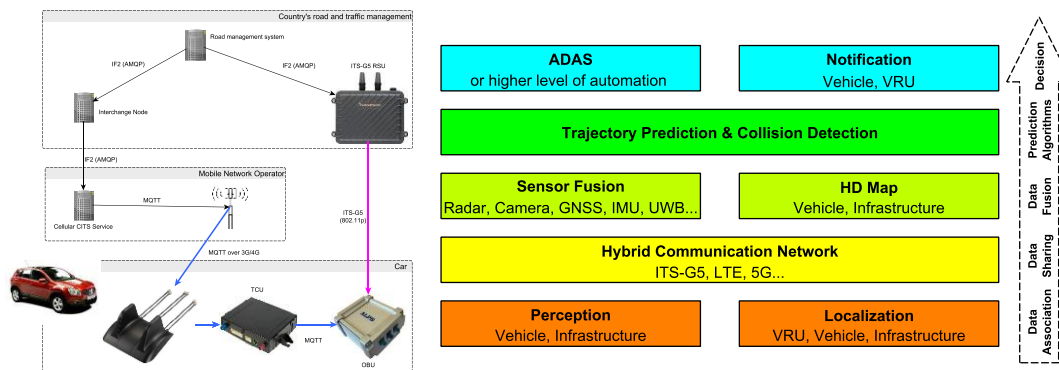 Country's road and traffic management
Road management system
IF2 (AMQP)
IF2 (AMQP)
ITS-G5 RSU
Interchange Node
IF2 (AMQP)
Mobile Network Operator
MQTT
Cellular CITS Service
ITS-G5
(802.11p)
MQTT over 3G/4G
Car
TCU
MQTT
OBU
ADAS
or higher level of automation
Notification
Vehicle, VRU
Trajectory Prediction & Collision Detection
Sensor Fusion
Radar, Camera, GNSS, IMU, UWB...
HD Map
Vehicle, Infrastructure
Hybrid Communication Network
ITS-G5, LTE, 5G...
Perception
Vehicle, Infrastructure
Localization
VRU, Vehicle, Infrastructure
Decision
Prediction
Algorithms
Data
Fusion
Data
Sharing
Data
Association